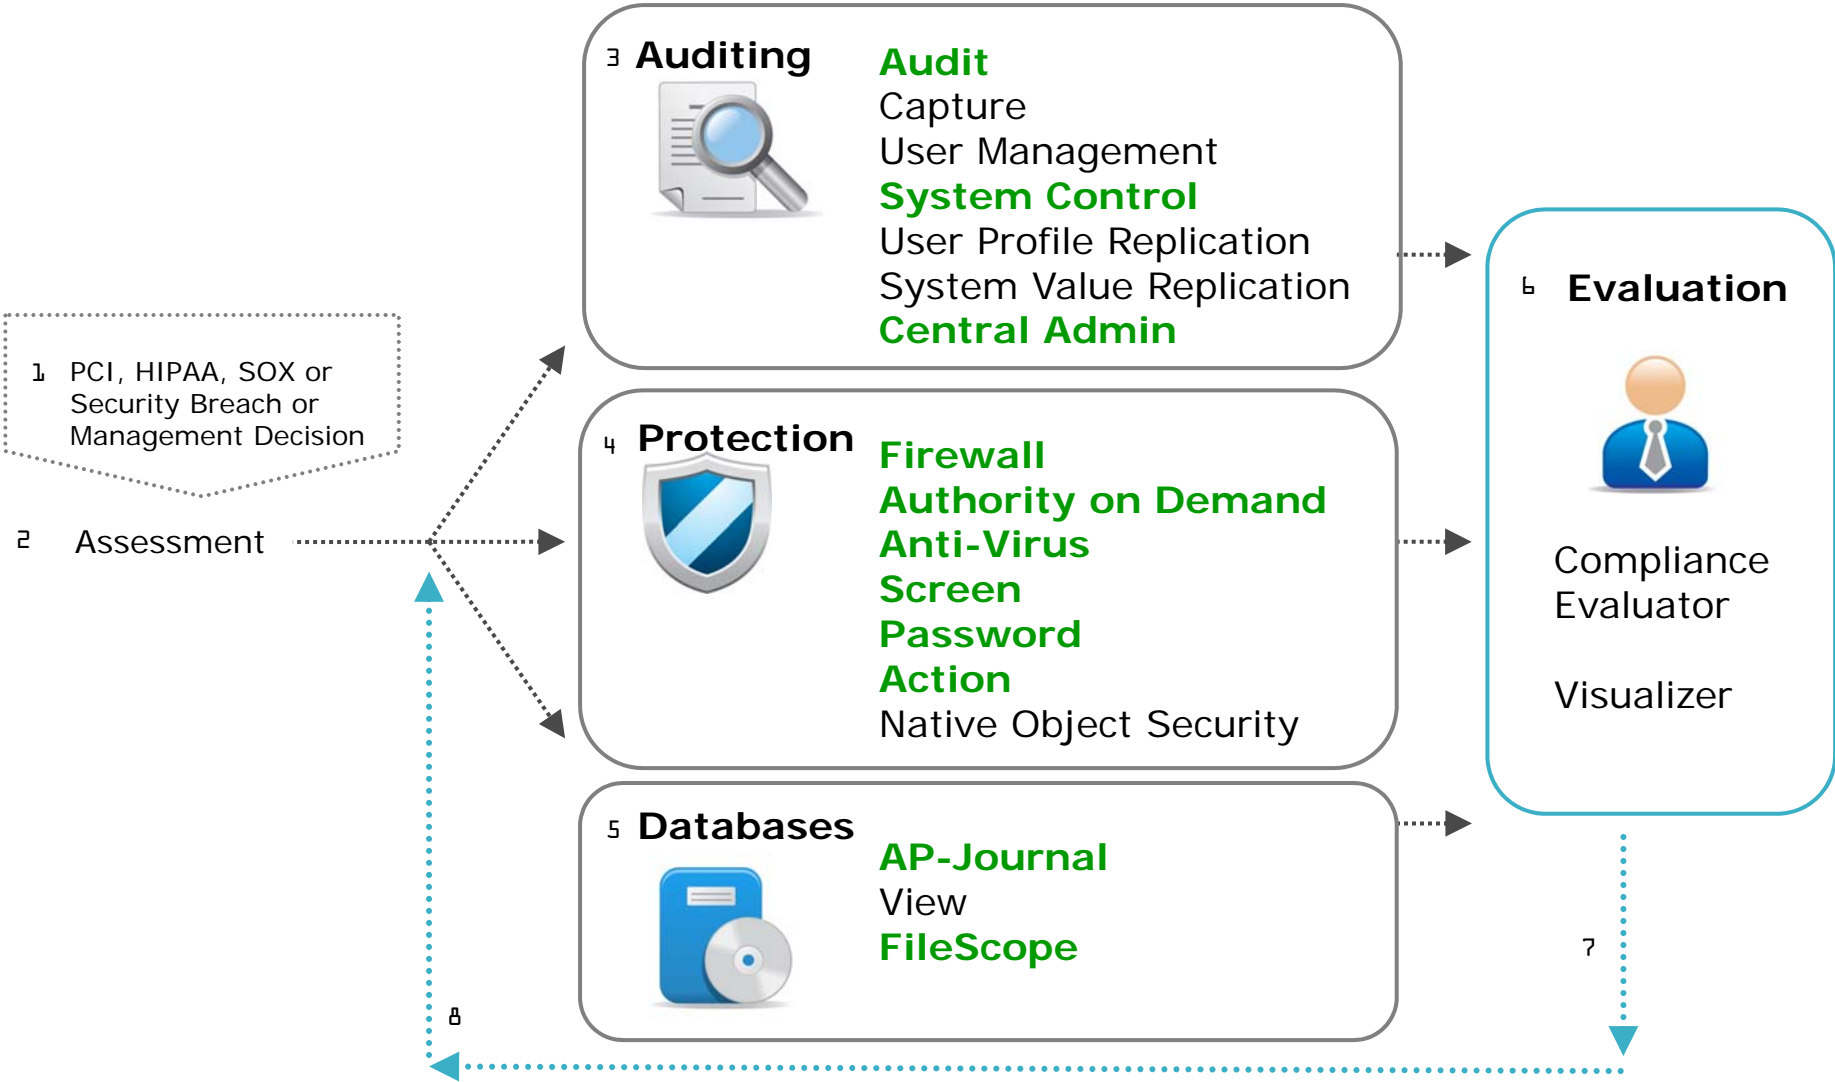 1 PCI, HIPAA, SOX or
Security Breach or
Management Decision
2 Assessment
3 Auditing
Audit
Capture
User Management
System Control
User Profile Replication
System Value Replication
Central Admin
4 Protection
Firewall
Authority on Demand
Anti-Virus
Screen
Password
Action
Native Object Security
5 Databases
AP-Journal
View
FileScope
6 Evaluation
Compliance
Evaluator
Visualizer
7
8